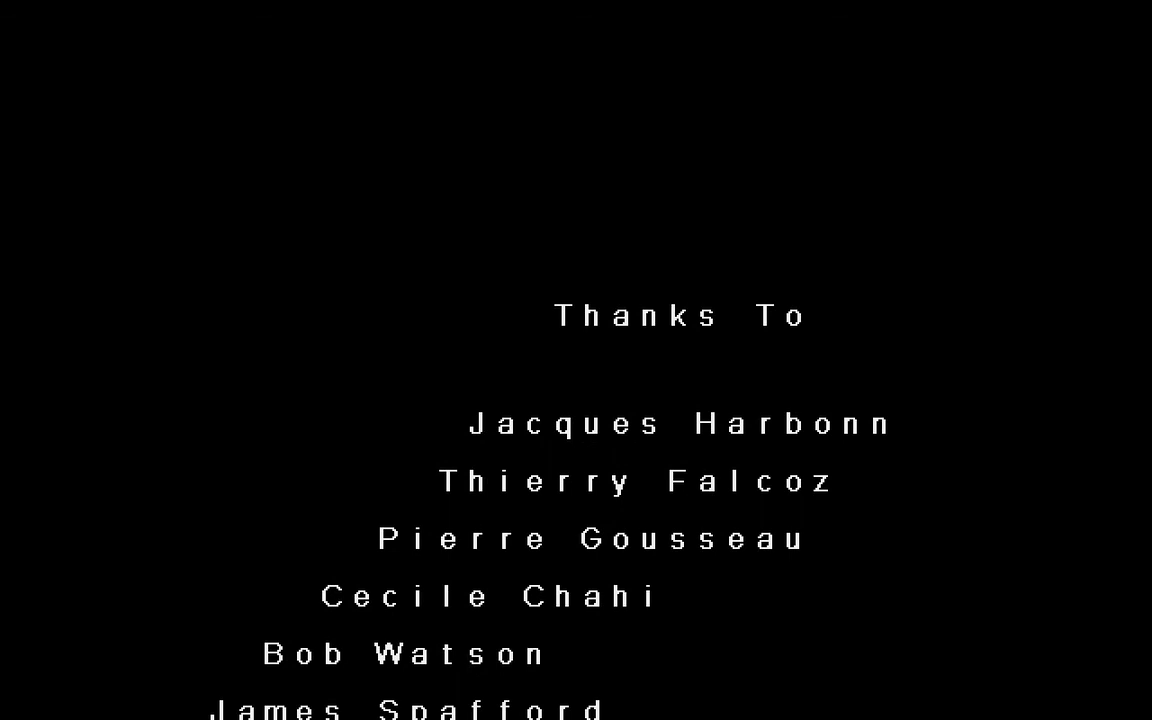 Thanks To
Jacques Harbonn
Thierry Falcoz
Pierre Gousseau
Cecile Chahi
Bob Watson
James Spafford